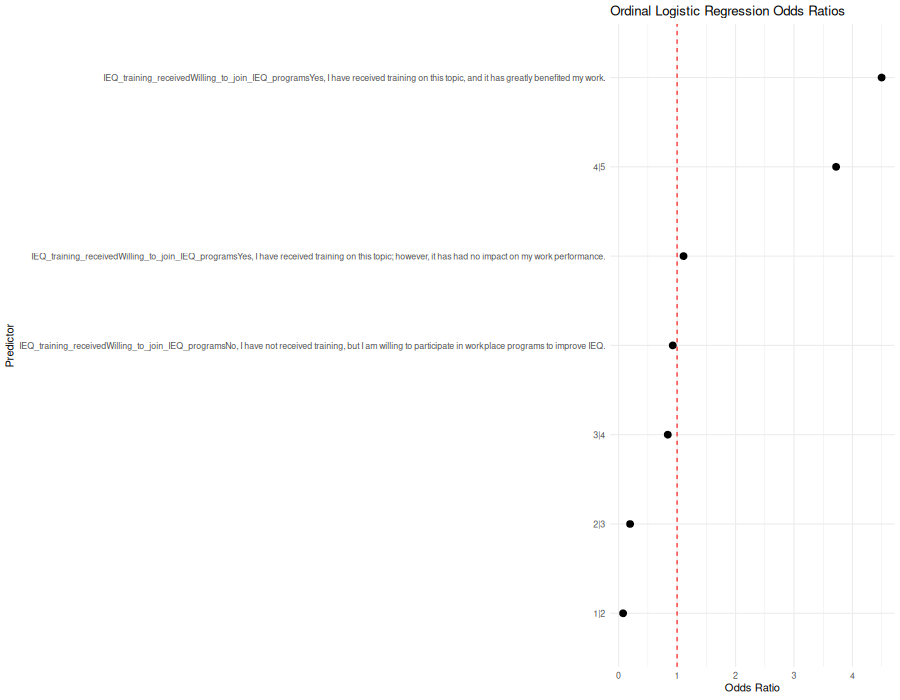 Ordinal Logistic Regression Odds Ratios
IEQ_training_receivedWilling_to_join_IEQ_programsYes, I have received training on this topic, and it has greatly benefited my work.
4|5
IEQ_training_receivedWilling_to_join_IEQ_programsYes, I have received training on this topic; however, it has had no impact on my work performance.
Predictor
IEQ_training_receivedWilling_to_join_IEQ_programsNo, I have not received training, but I am willing to participate in workplace programs to improve IEQ.
3|4
2|3
1|2
0 1 2 3 4
Odds Ratio